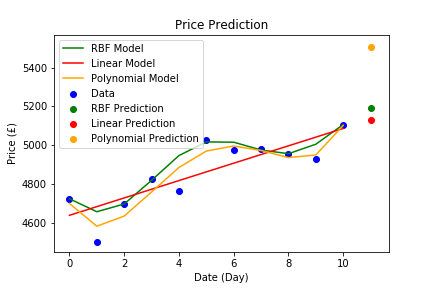 Price Prediction
RBF Model
Linear Model
Polynomial Model
Data
RBF Prediction
Linear Prediction
Polynomial Prediction
Price (£)
5400
5200
5000
4800
4600
0 2 4 6 8 10
Date (Day)